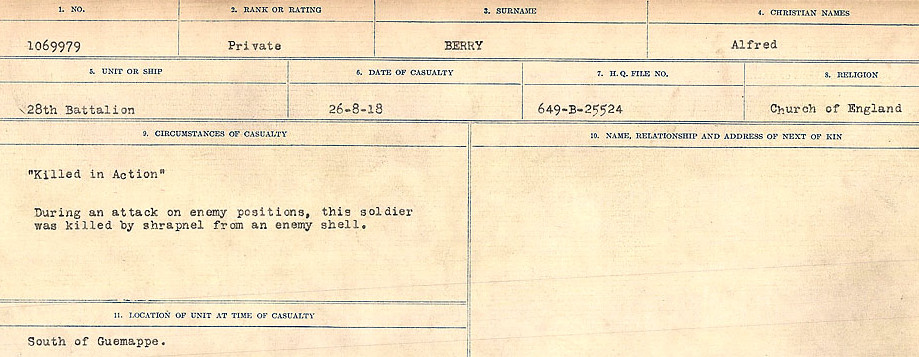 1. NO. 2. RANK OR RATING 3. SURNAME 4. CHRISTIAN NAMES
1069979 Private BERRY Alfred
5. UNIT OR SHIP 6. DATE OF CASUALTY 7. H. Q. FILE NO. 8. RELIGION
28th Battalion 26-8-18 649-B-25524 Church of England
9. CIRCUMSTANCES OF CASUALTY 10. NAME, RELATIONSHIP AND ADDRESS OF NEXT OF KIN
"Killed in Action"
During an attack on enemy positions, this soldier
was killed by shrapnel from an enemy shell.
11. LOCATION OF UNIT AT TIME OF CASUALTY
South of Guemappe.